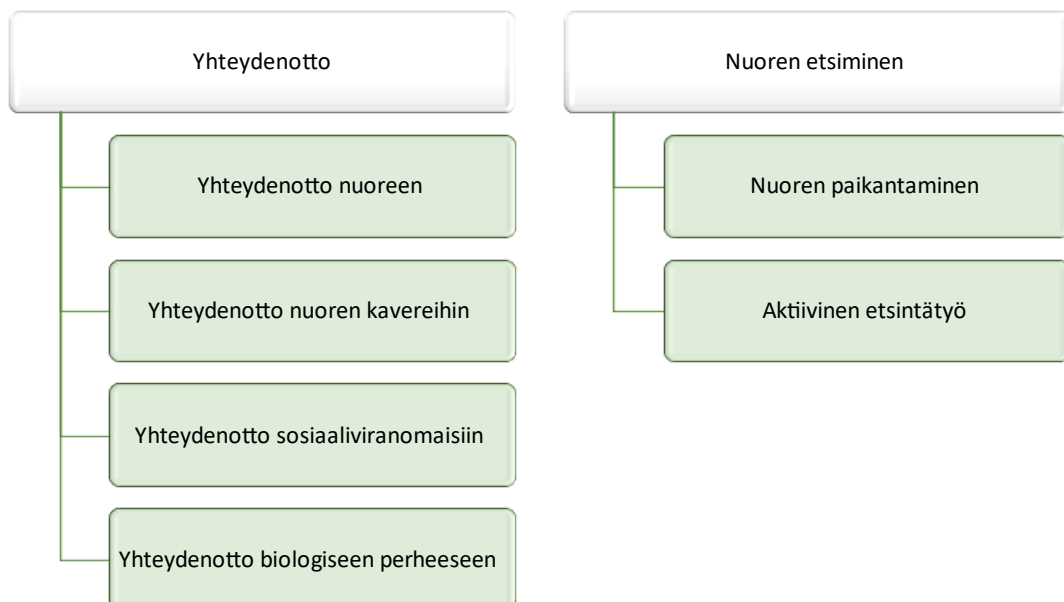 Yhteydenotto
Yhteydenotto nuoreen
Yhteydenotto nuoren kavereihin
Yhteydenotto sosiaaliviranomaisiin
Yhteydenotto biologiseen perheeseen
Nuoren etsiminen
Nuoren paikantaminen
Aktiivinen etsintätyö